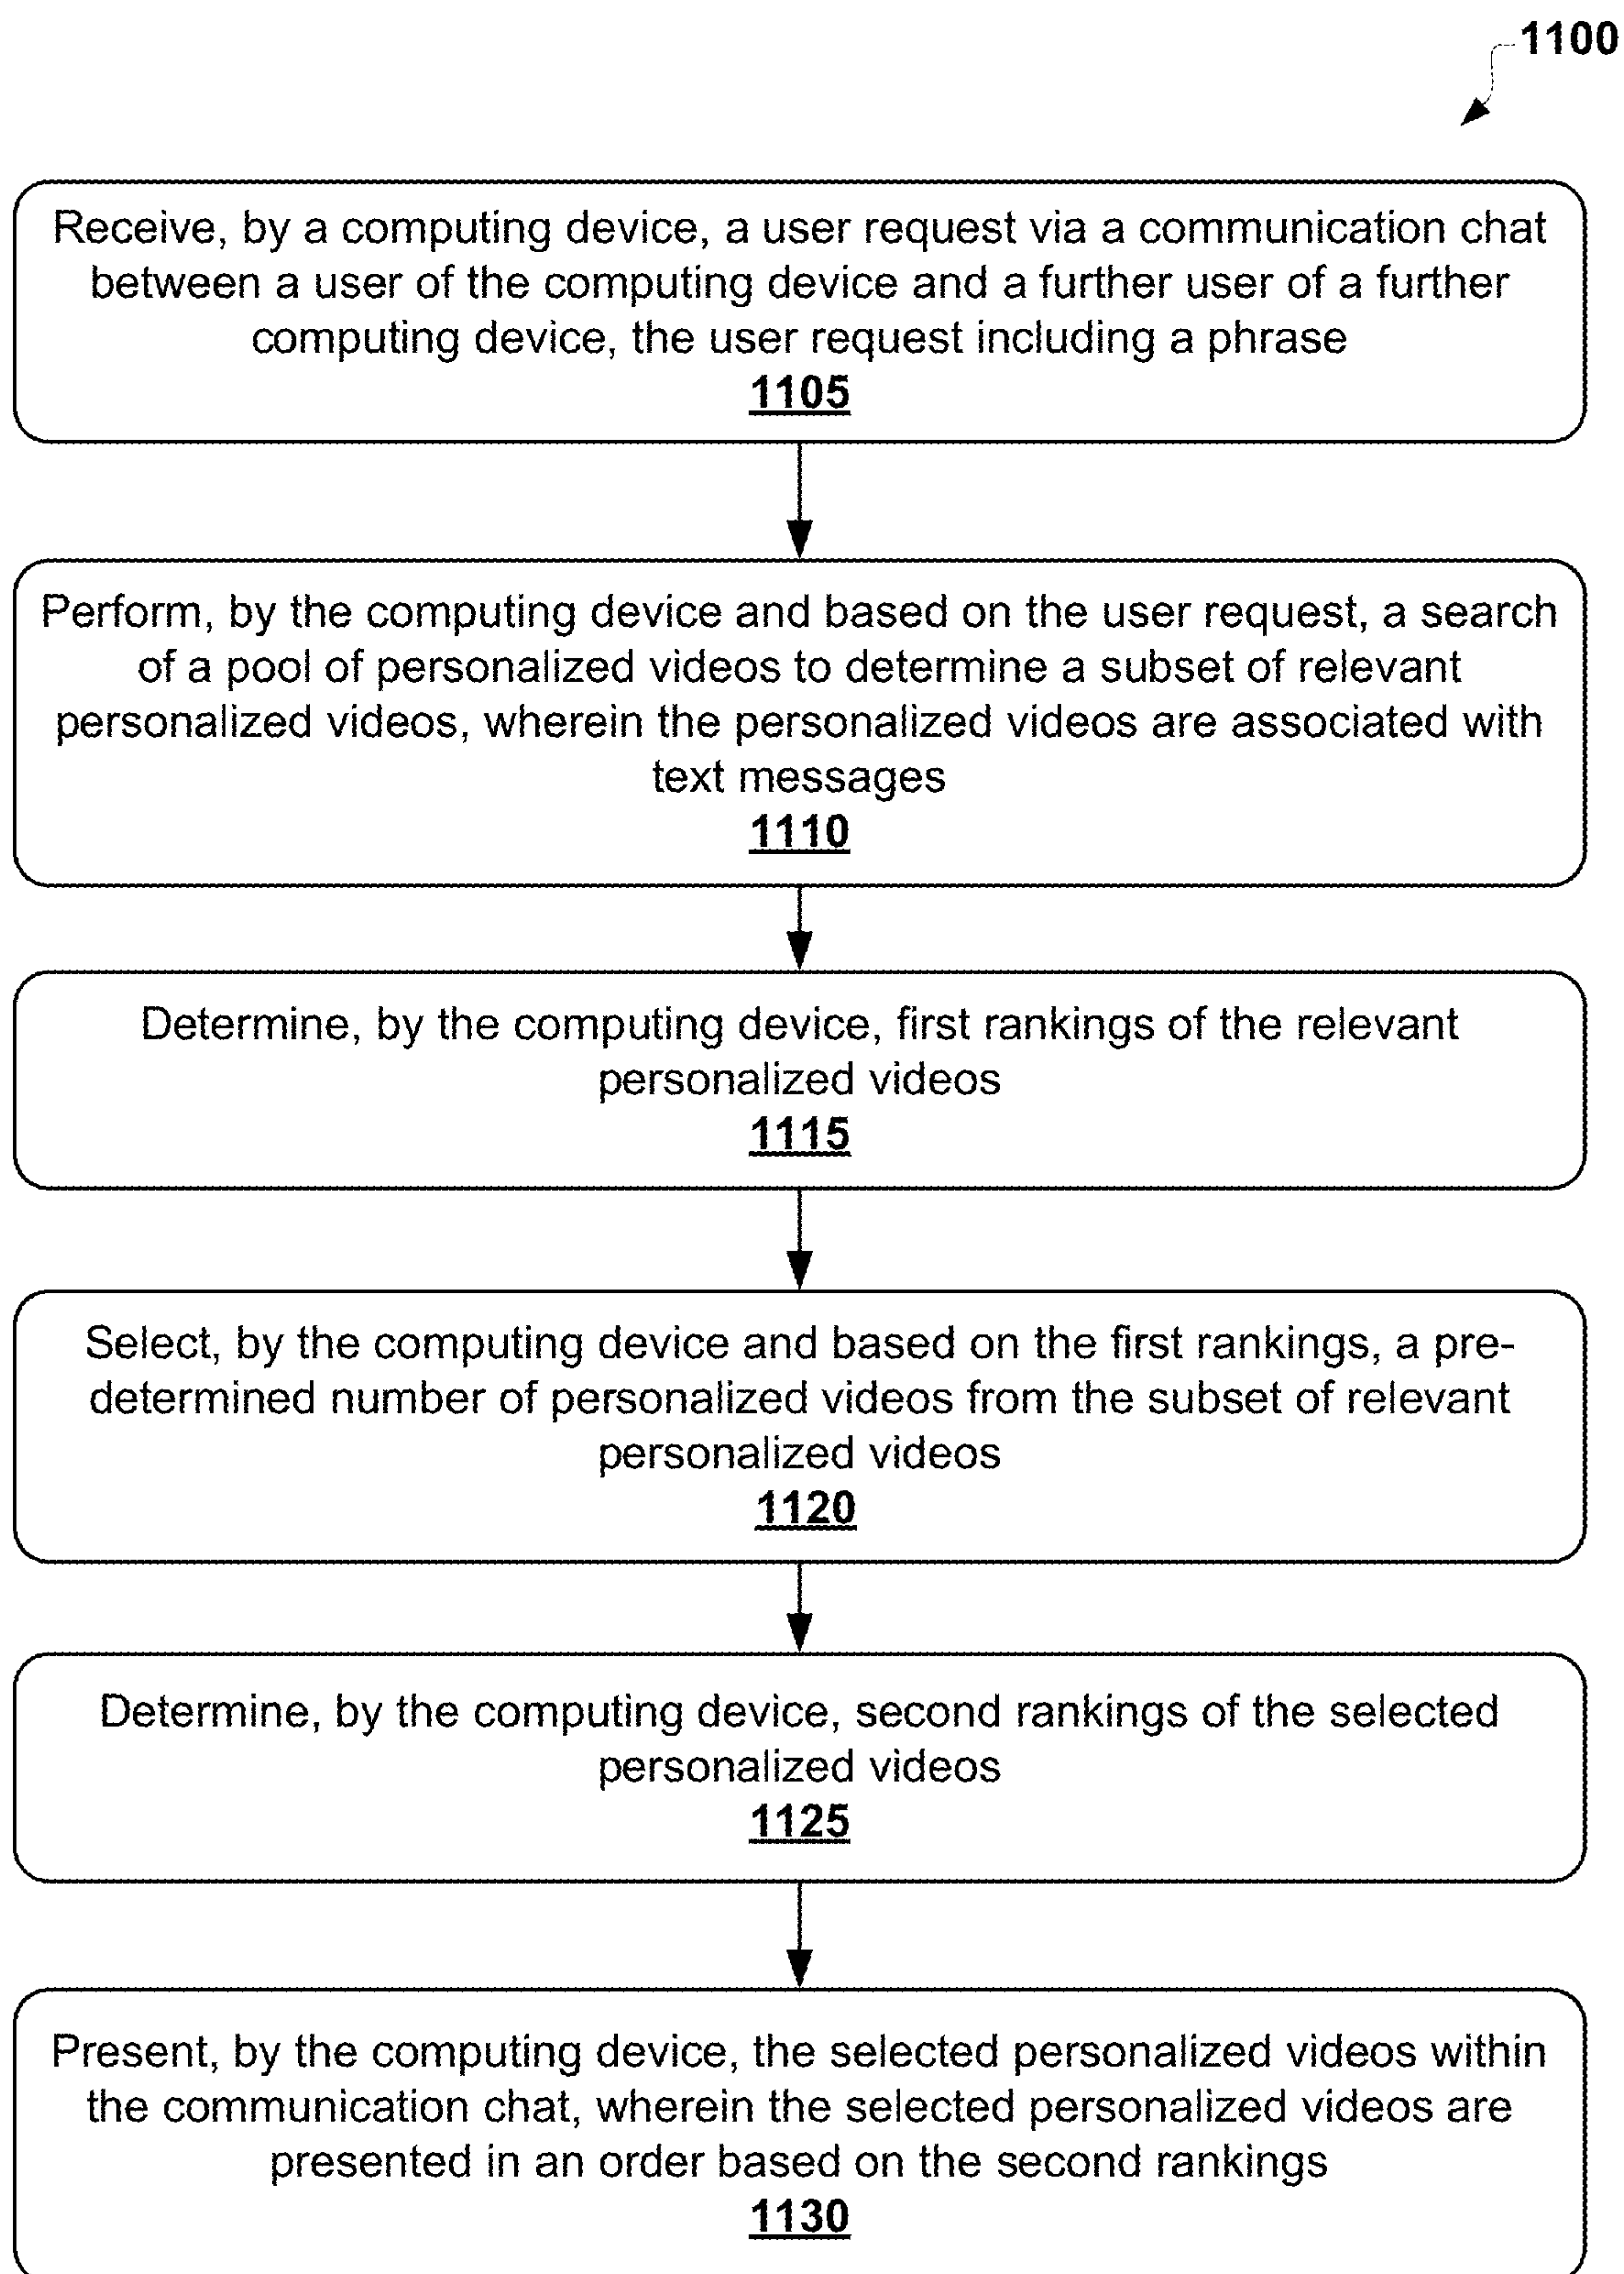 1100
Receive, by a computing device, a user request via a communication chat
between a user of the computing device and a further user of a further
computing device, the user request including a phrase
1105
Perform, by the computing device and based on the user request, a search
of a pool of personalized videos to determine a subset of relevant
personalized videos, wherein the personalized videos are associated with
text messages
1110
Determine, by the computing device, first rankings of the relevant
personalized videos
1115
Select, by the computing device and based on the first rankings, a pre-
determined number of personalized videos from the subset of relevant
personalized videos
1120
Determine, by the computing device, second rankings of the selected
personalized videos
1125
Present, by the computing device, the selected personalized videos within
the communication chat, wherein the selected personalized videos are
presented in an order based on the second rankings
1130